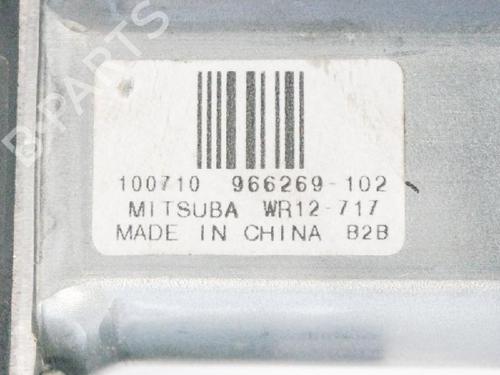 B-PARTS
100710 966269-102
MITSUBA WR12-717
MADE IN CHINA B2B